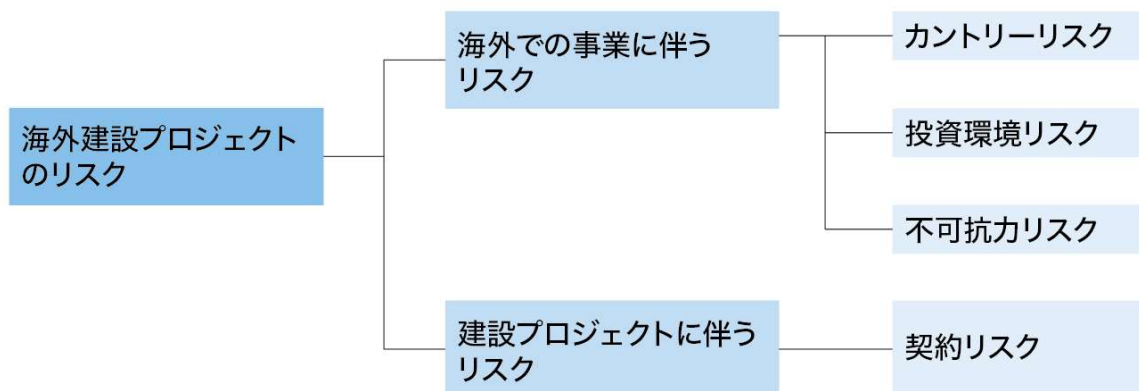 海外建設プロジェクト
のリスク
海外での事業に伴う
リスク
カントリーリスク
投資環境リスク
不可抗力リスク
建設プロジェクトに伴う
リスク
契約リスク